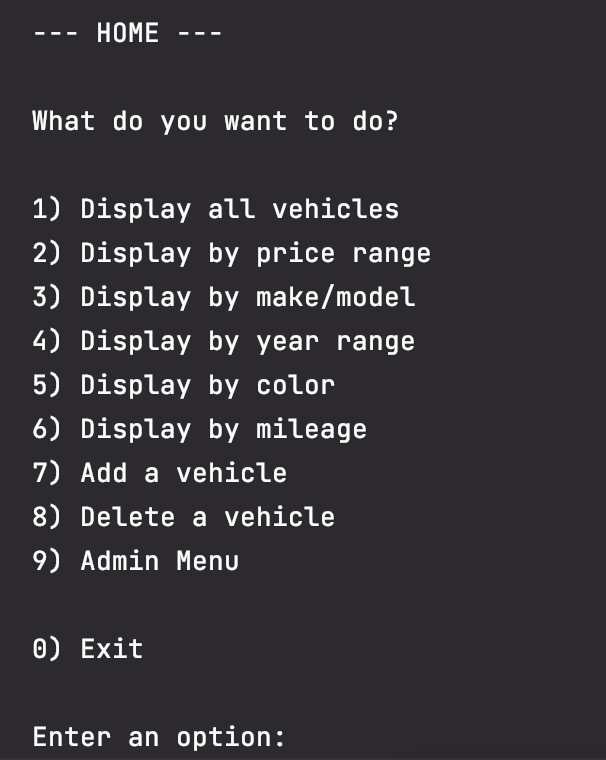 --- HOME ---
What do you want to do?
1) Display all vehicles
2) Display by price range
3) Display by make/model
4) Display by year range
5) Display by color
6) Display by mileage
7) Add a vehicle
8) Delete a vehicle
9) Admin Menu
0) Exit
Enter an option: